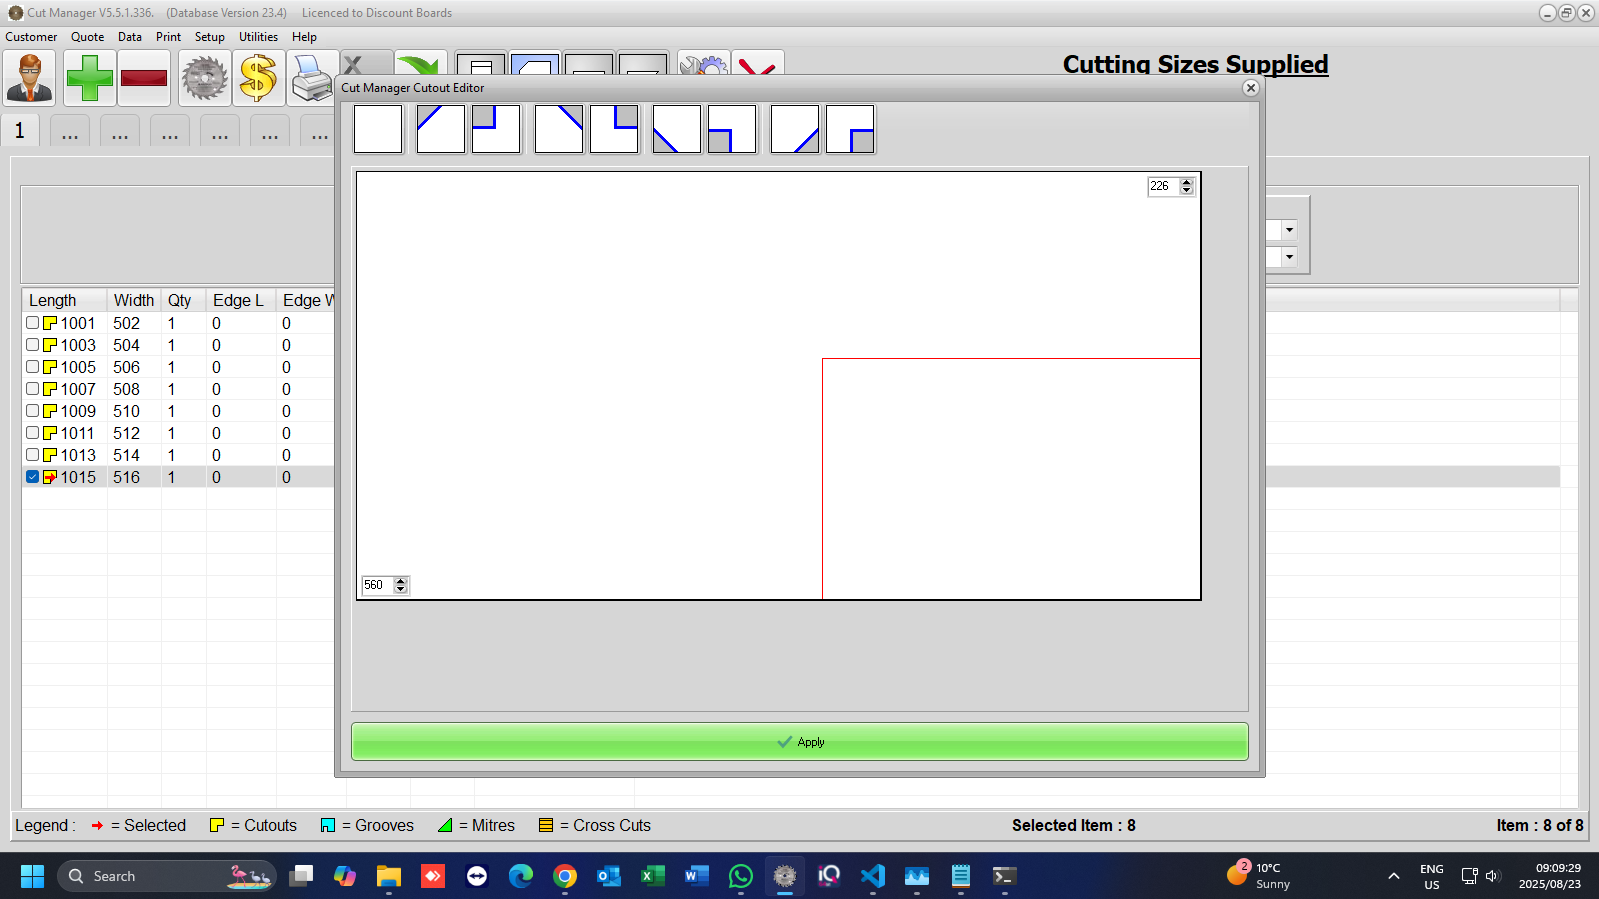 Cut Manager V5.5.1.336. (Database Version 23.4) Licenced to Discount Boards
Customer Quote Data Print Setup Utilities Help
Cutting Sizes Supplied
Cut Manager Cutout Editor
1 ... ... ... ... ... ...
226
Length Width Qty Edge L Edge W
1001 502 1 0 0
1003 504 1 0 0
1005 506 1 0 0
1007 508 1 0 0
1009 510 1 0 0
1011 512 1 0 0
1013 514 1 0 0
1015 516 1 0 0
560
Apply
Legend : = Selected = Cutouts = Grooves = Mitres = Cross Cuts Selected Item : 8 Item : 8 of 8
Search
2
10°C
Sunny
ENG
US
09:09:29
2025/08/23